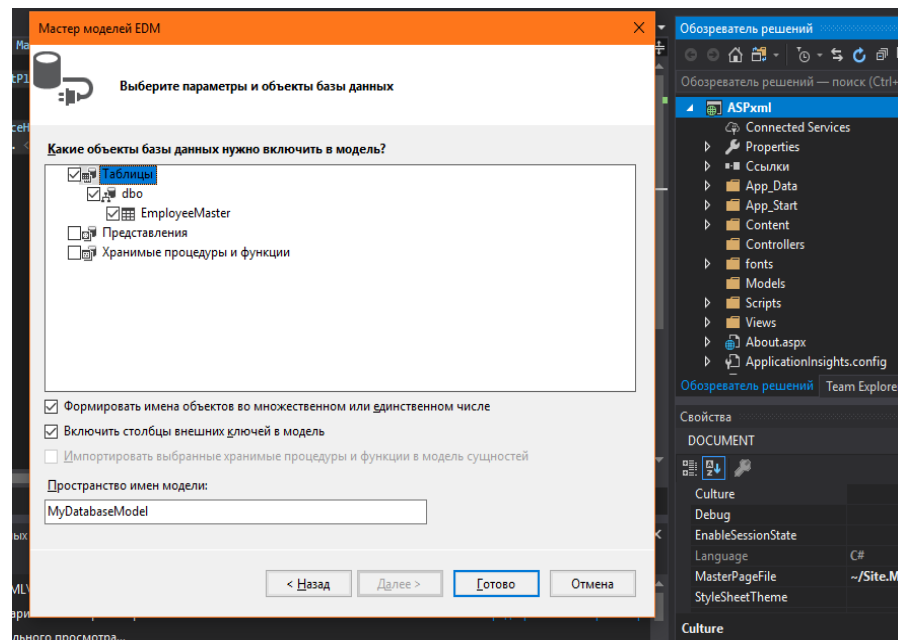 Мастер моделей EDM
Выберите параметры и объекты базы данных
Какие объекты базы данных нужно включить в модель?
Таблицы
dbo
EmployeeMaster
Представления
Хранимые процедуры и функции
Формировать имена объектов во множественном или единственном числе
Включить столбцы внешних ключей в модель
Импортировать выбранные хранимые процедуры и функции в модель сущностей
Пространство имен модели:
MyDatabaseModel
< Назад
Далее >
Готово
Отмена
Обозреватель решений
Обозреватель решений — поиск (Ctrl+
ASPxml
Connected Services
Properties
Ссылки
App_Data
App_Start
Content
Controllers
fonts
Models
Scripts
Views
About.aspx
ApplicationInsights.config
Обозреватель решений Team Explore
Свойства
DOCUMENT
Culture
Debug
EnableSessionState
Language C#
MasterPageFile ~/Site.M
StyleSheetTheme
Culture
льного просмотра...